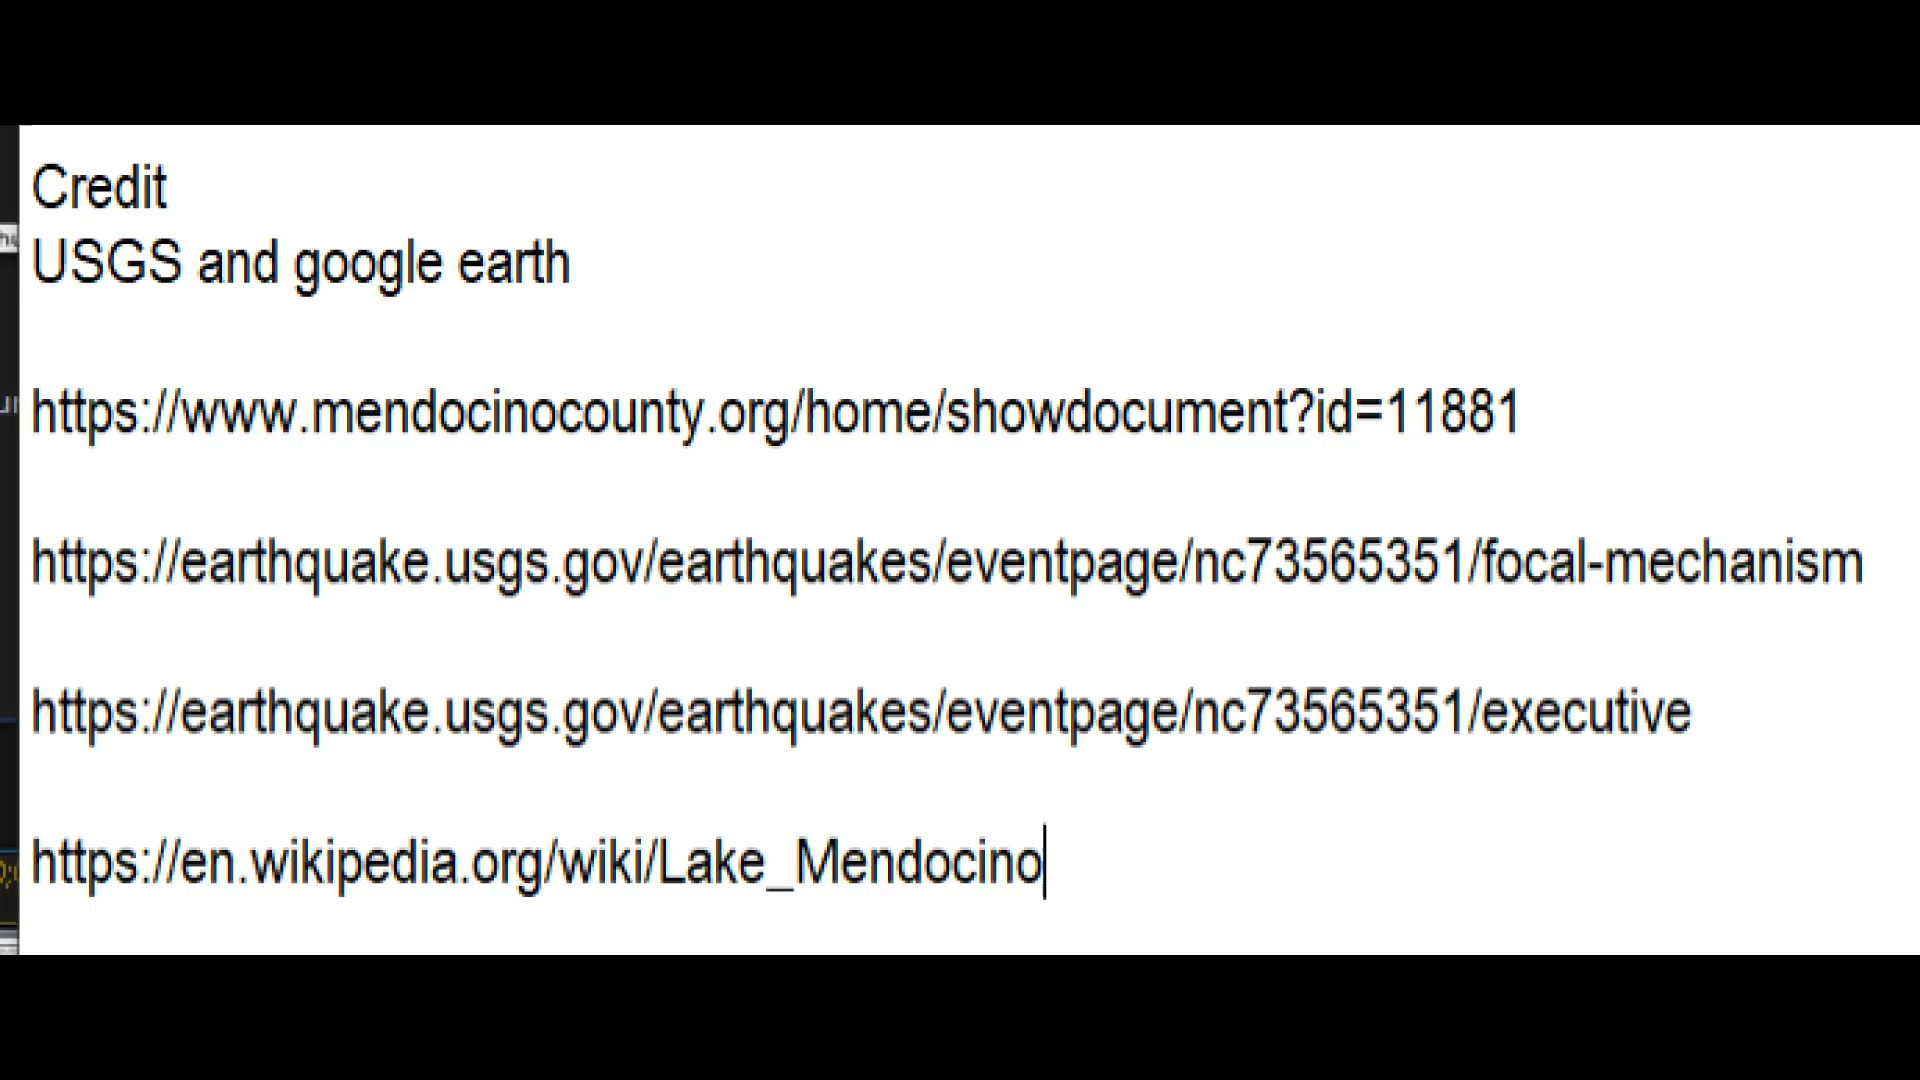 Credit
USGS and google earth
https://www.mendocinocounty.org/home/showdocument?id=11881
https://earthquake.usgs.gov/earthquakes/eventpage/nc73565351/focal-mechanism
https://earthquake.usgs.gov/earthquakes/eventpage/nc73565351/executive
https://en.wikipedia.org/wiki/Lake_Mendocino